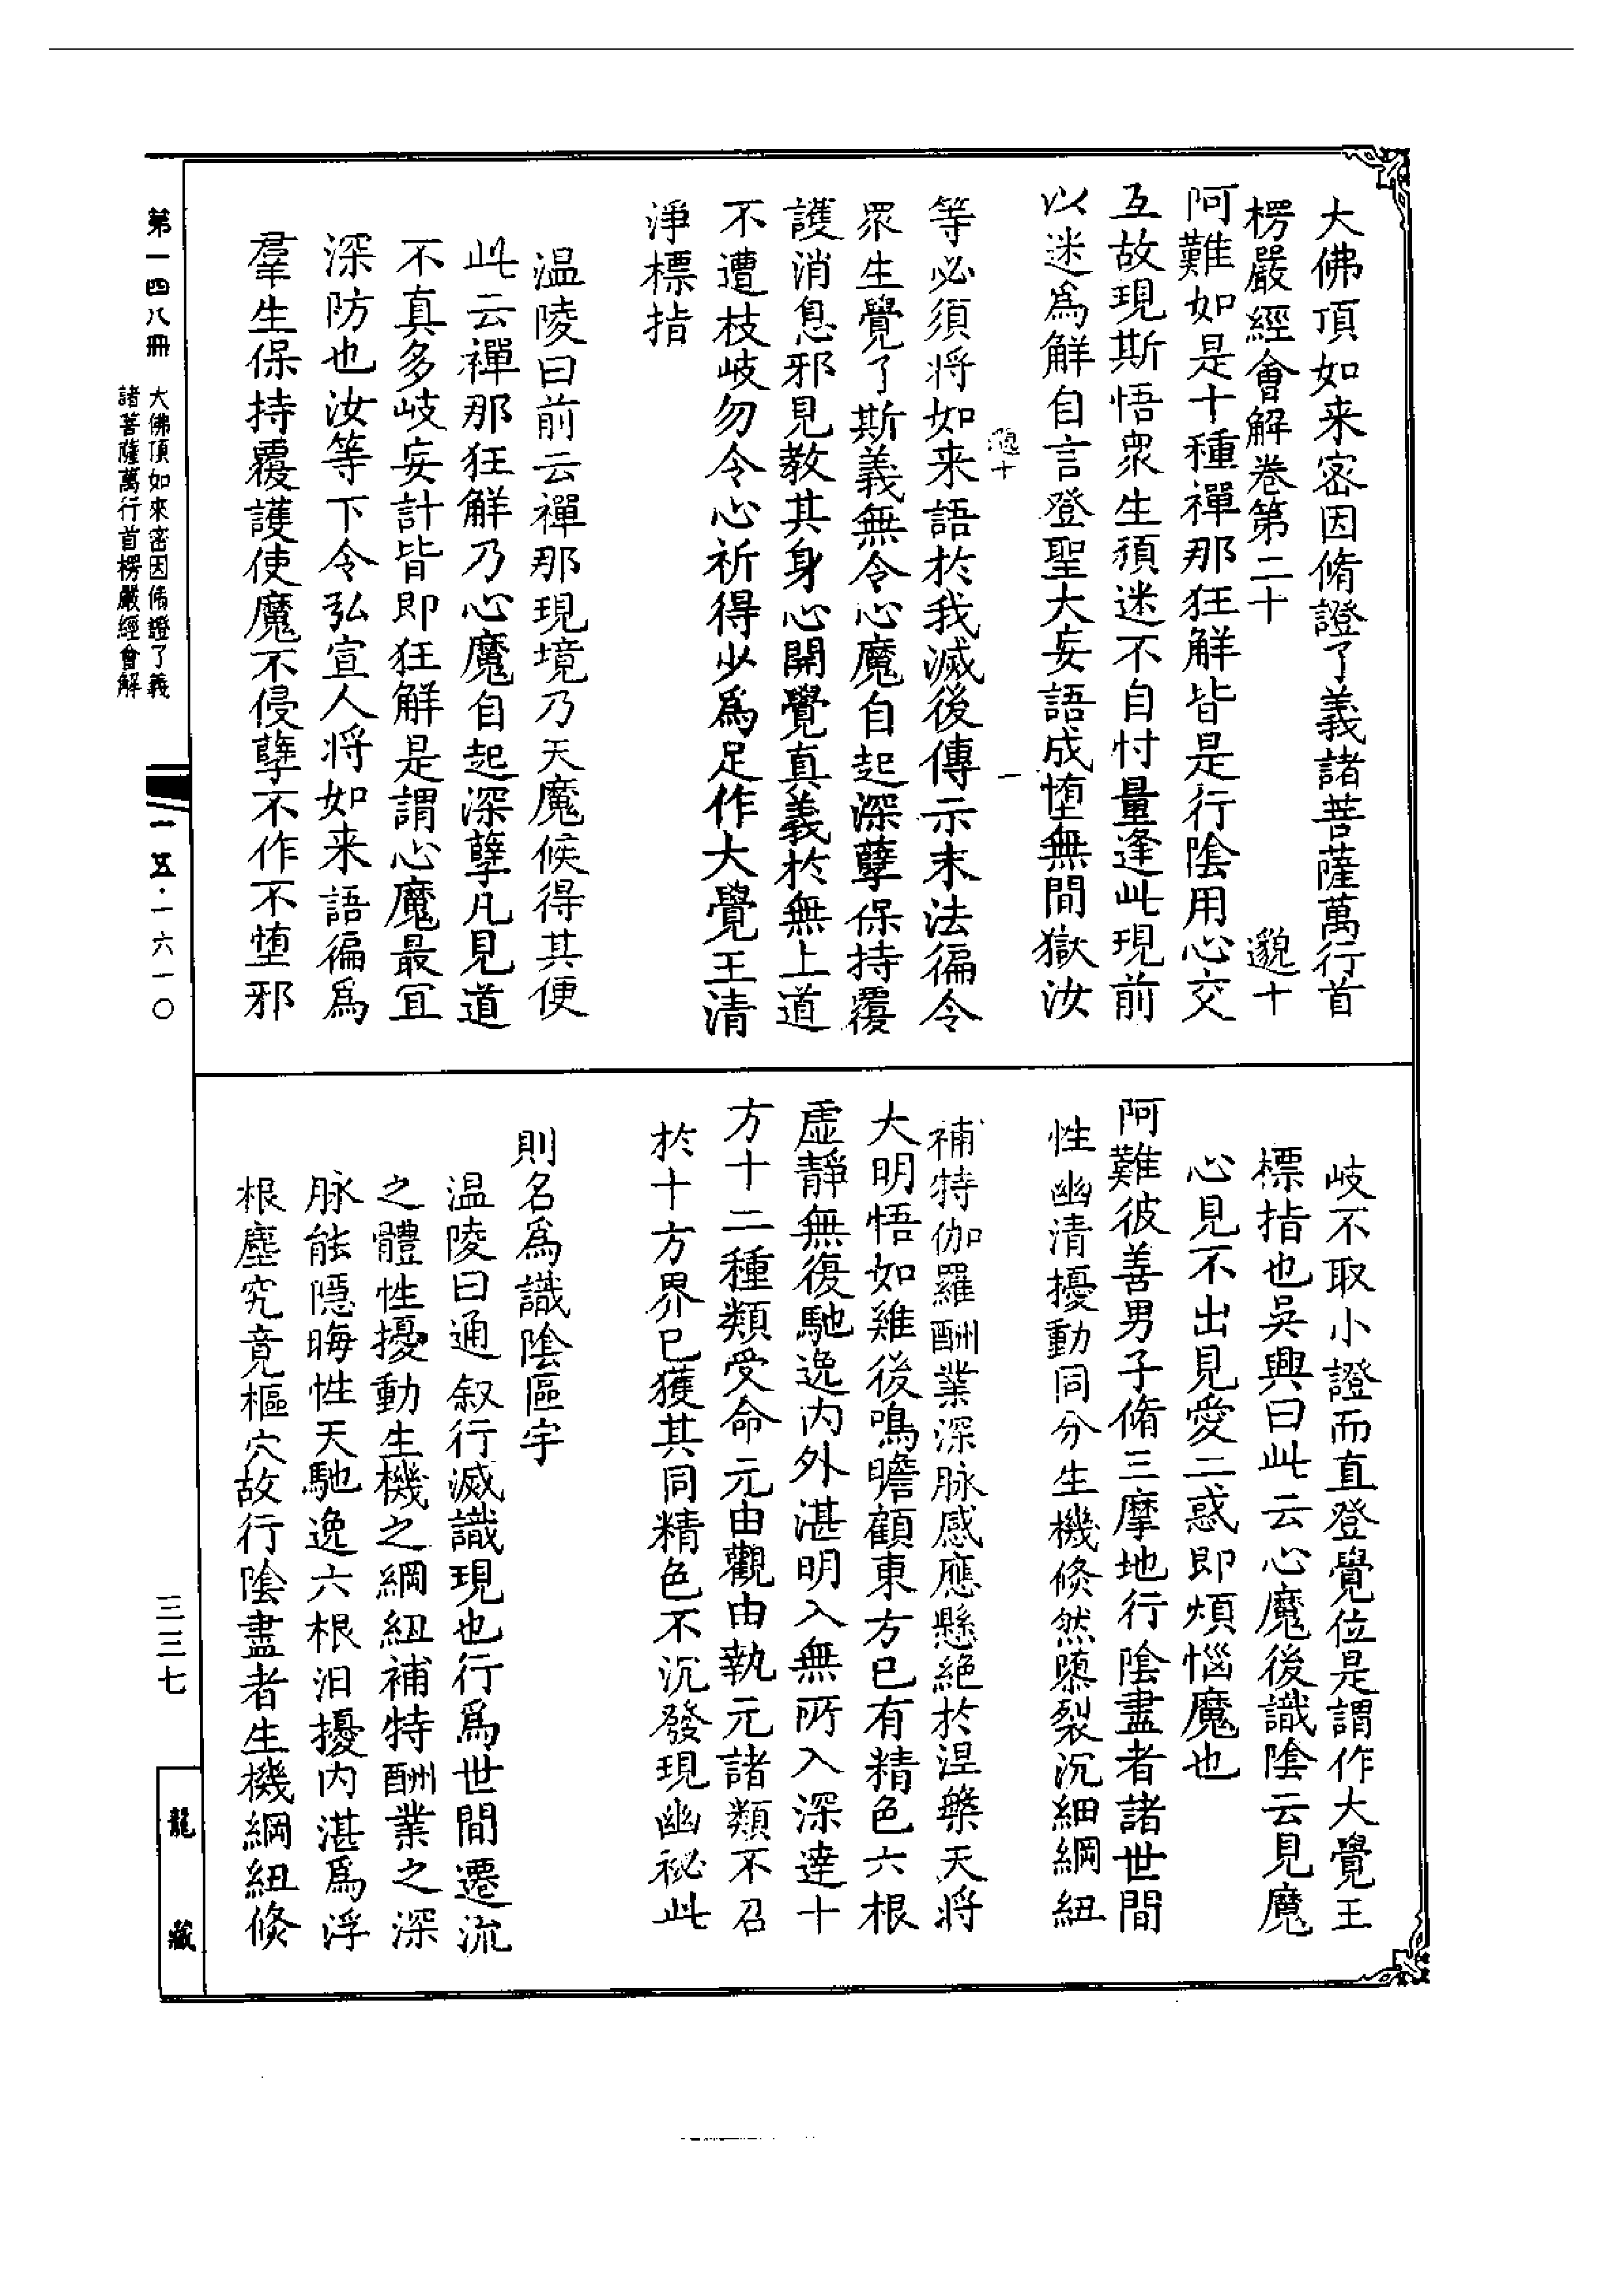 大佛頂如来密因脩證了義諸菩薩萬行首
楞嚴經會解卷第二十　邈十
阿難如是十種禪那狂解皆是行陰用心交
互故現斯悟衆生頑迷不自忖量逢此現前
以迷爲解自言登聖大妄語成堕無間獄汝
等必須将如来語於我滅後傳示末法徧令
衆生覺了斯義無令心魔自起深孽保持覆
護消息邪見教其身心開覺真義於無上道
不遭枝岐勿令心祈得少爲足作大覺王清
淨標指
温陵曰前云禪那現境乃天魔候得其便
此云禪那狂解乃心魔自起深孽凡見道
不真多岐妄計皆即狂解是謂心魔最宜
深防也汝等下令弘宣人将如来語徧爲
羣生保持覆護使魔不侵孽不作不堕邪
岐不取小證而直登覺位是謂作大覺王
標指也吳興曰此云心魔後識陰云見魔
心見不出見愛二惑即煩惱魔也
阿難彼善男子脩三摩地行陰盡者諸世間
性幽清擾動同分生機倏然隳裂沉細綱紐
補特伽羅酬業深脉感應懸絕於涅槃天将
大明悟如雞後鳴瞻顧東方已有精色六根
虛靜無復馳逸内外湛明入無所入深達十
方十二種類受命元由觀由執元諸類不召
於十方界已獲其同精色不沉發現幽祕此
則名爲識陰區宇
温陵曰通叙行滅識現也行爲世間遷流
之體性擾動生機之綱紐補特酬業之深
脉能隱晦性天馳逸六根汩擾内湛爲浮
根塵究竟樞穴故行陰盡者生機綱紐倏
第一四八冊
大佛頂如來密因脩證了義
諸菩薩萬行首楞嚴經會解
一一五·一六一〇
三三七
龍藏